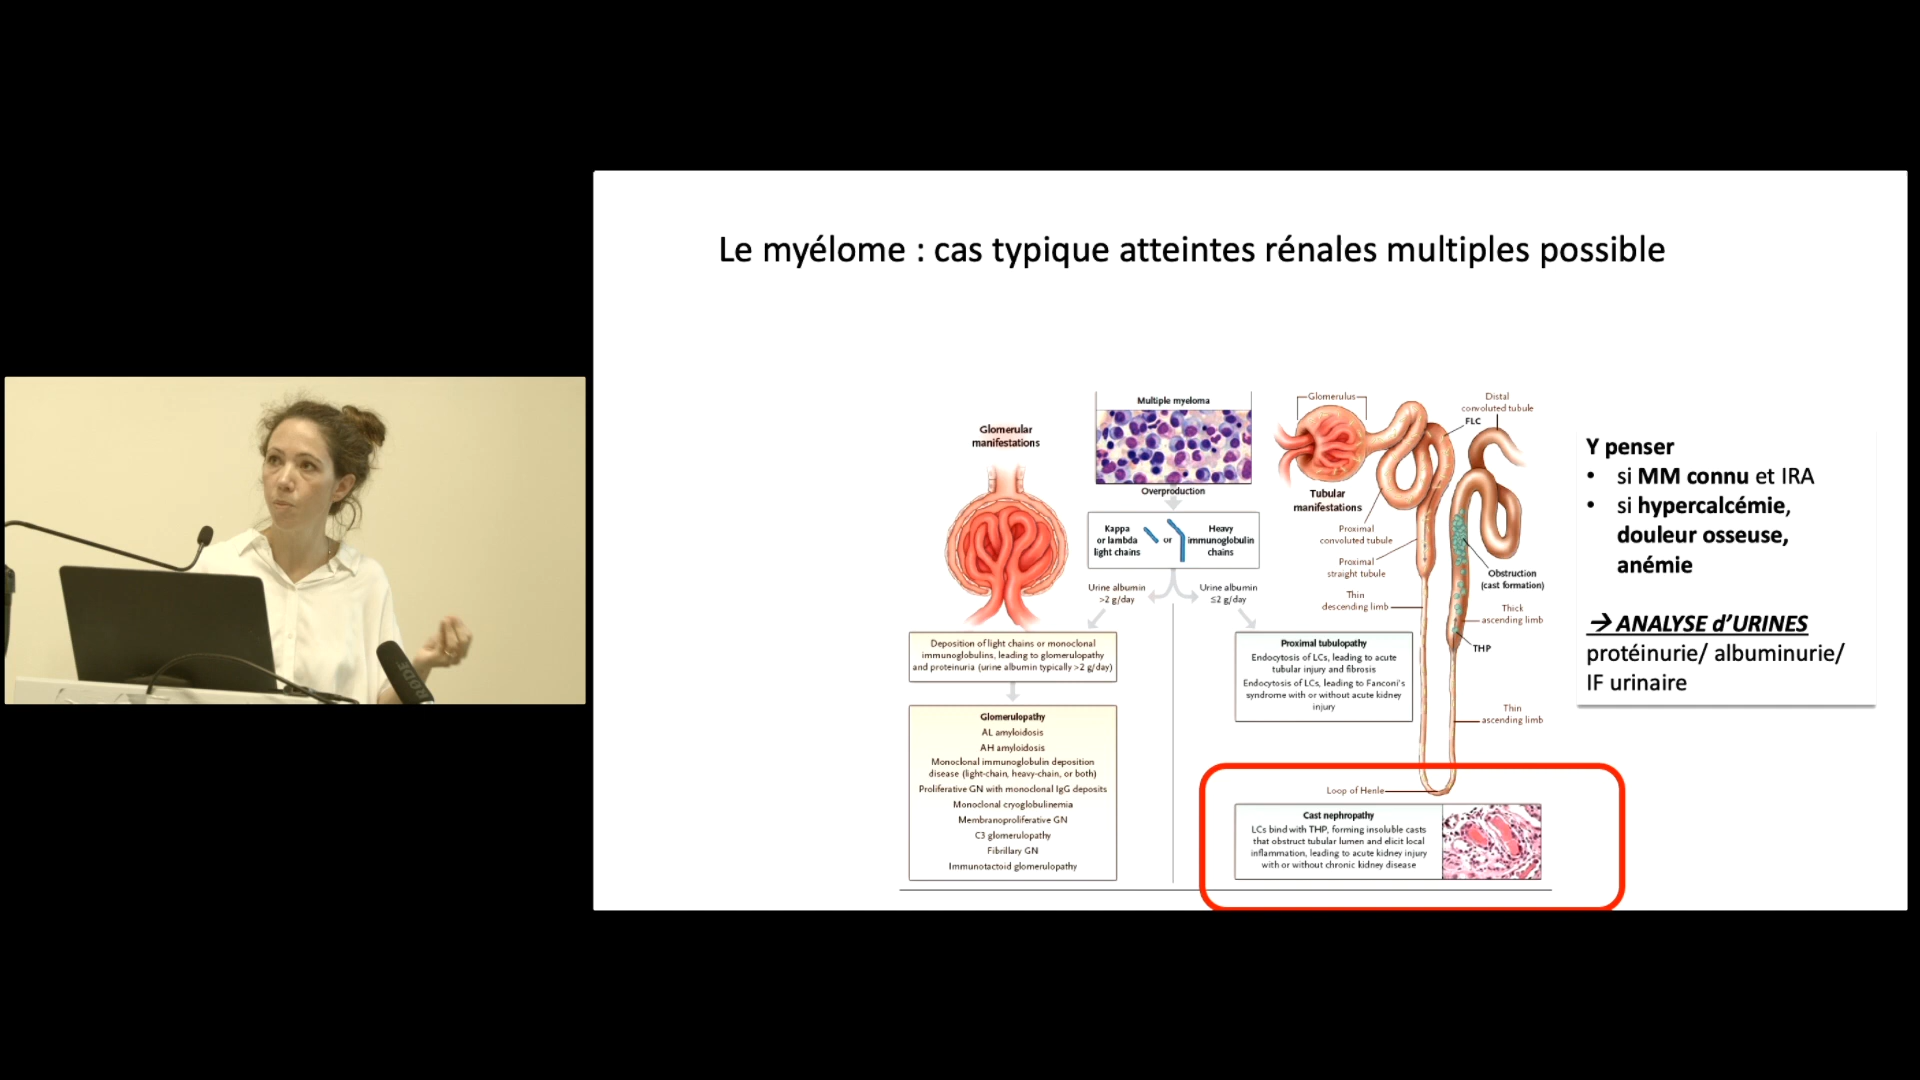 Le myélome : cas typique atteintes rénales multiples possible
Glomerular
manifestations
Multiple myeloma
Overproduction
Kappa
or lambda
light chains
or
Heavy
immunoglobulin
chains
Urine albumin
>2 g/day
Urine albumin
≤2 g/day
Deposition of light chains or monoclonal
immunoglobulins, leading to glomerulopathy
and proteinuria (urine albumin typically >2 g/day)
Glomerulopathy
AL amyloidosis
AH amyloidosis
Monoclonal immunoglobulin deposition
disease (light-chain, heavy-chain, or both)
Proliferative GN with monoclonal IgG deposits
Monoclonal cryoglobulinemia
Membranoproliferative GN
C3 glomerulopathy
Fibrillary GN
Immunotactoid glomerulopathy
Glomerulus
Distal
convoluted tubule
FLC
Tubular
manifestations
Proximal
convoluted tubule
Proximal
straight tubule
Thin
descending limb
Obstruction
(cast formation)
Thick
ascending limb
THP
Proximal tubulopathy
Endocytosis of LCs, leading to acute
tubular injury and fibrosis
Endocytosis of LCs, leading to Fanconi's
syndrome with or without acute kidney
injury
Thin
ascending limb
Loop of Henle
Cast nephropathy
LCs bind with THP, forming insoluble casts
that obstruct tubular lumen and elicit local
inflammation, leading to acute kidney injury
with or without chronic kidney disease
Y penser
• si MM connu et IRA
• si hypercalcémie,
douleur osseuse,
anémie
→ ANALYSE d'URINES
protéinurie/ albuminurie/
IF urinaire
RØDE